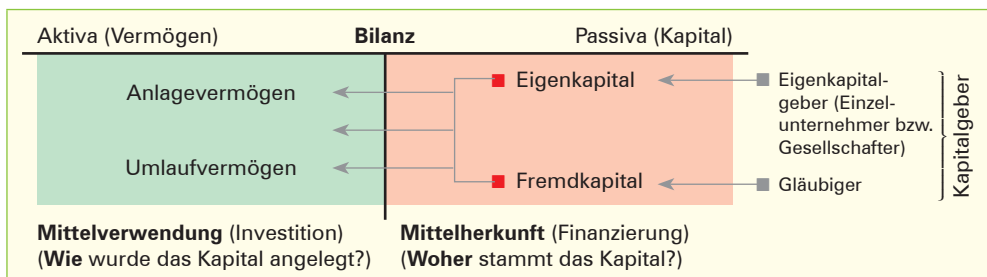 Aktiva (Vermögen) Bilanz Passiva (Kapital)
Anlagevermögen
Umlaufvermögen
Eigenkapital
Fremdkapital
Eigenkapital-
geber (Einzel-
unternehmer bzw.
Gesellschafter)
Gläubiger
Kapitalgeber
Mittelverwendung (Investition)
(Wie wurde das Kapital angelegt?)
Mittelherkunft (Finanzierung)
(Woher stammt das Kapital?)